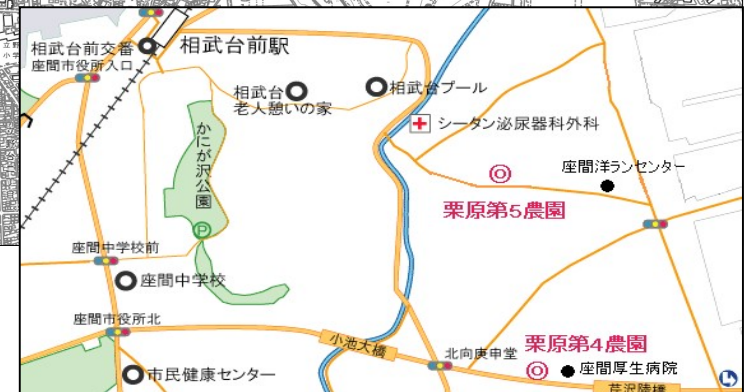 相武台前交番
相武台前駅
座間市役所入口
相武台
老人憩いの家
相武台プール
シータン泌尿器科外科
かにが沢公園
座間洋ランセンター
栗原第5農園
P
座間中学校前
座間中学校
座間市役所北
小池大橋
北向庚申堂
栗原第4農園
座間厚生病院
市民健康センター
芹沢陸橋